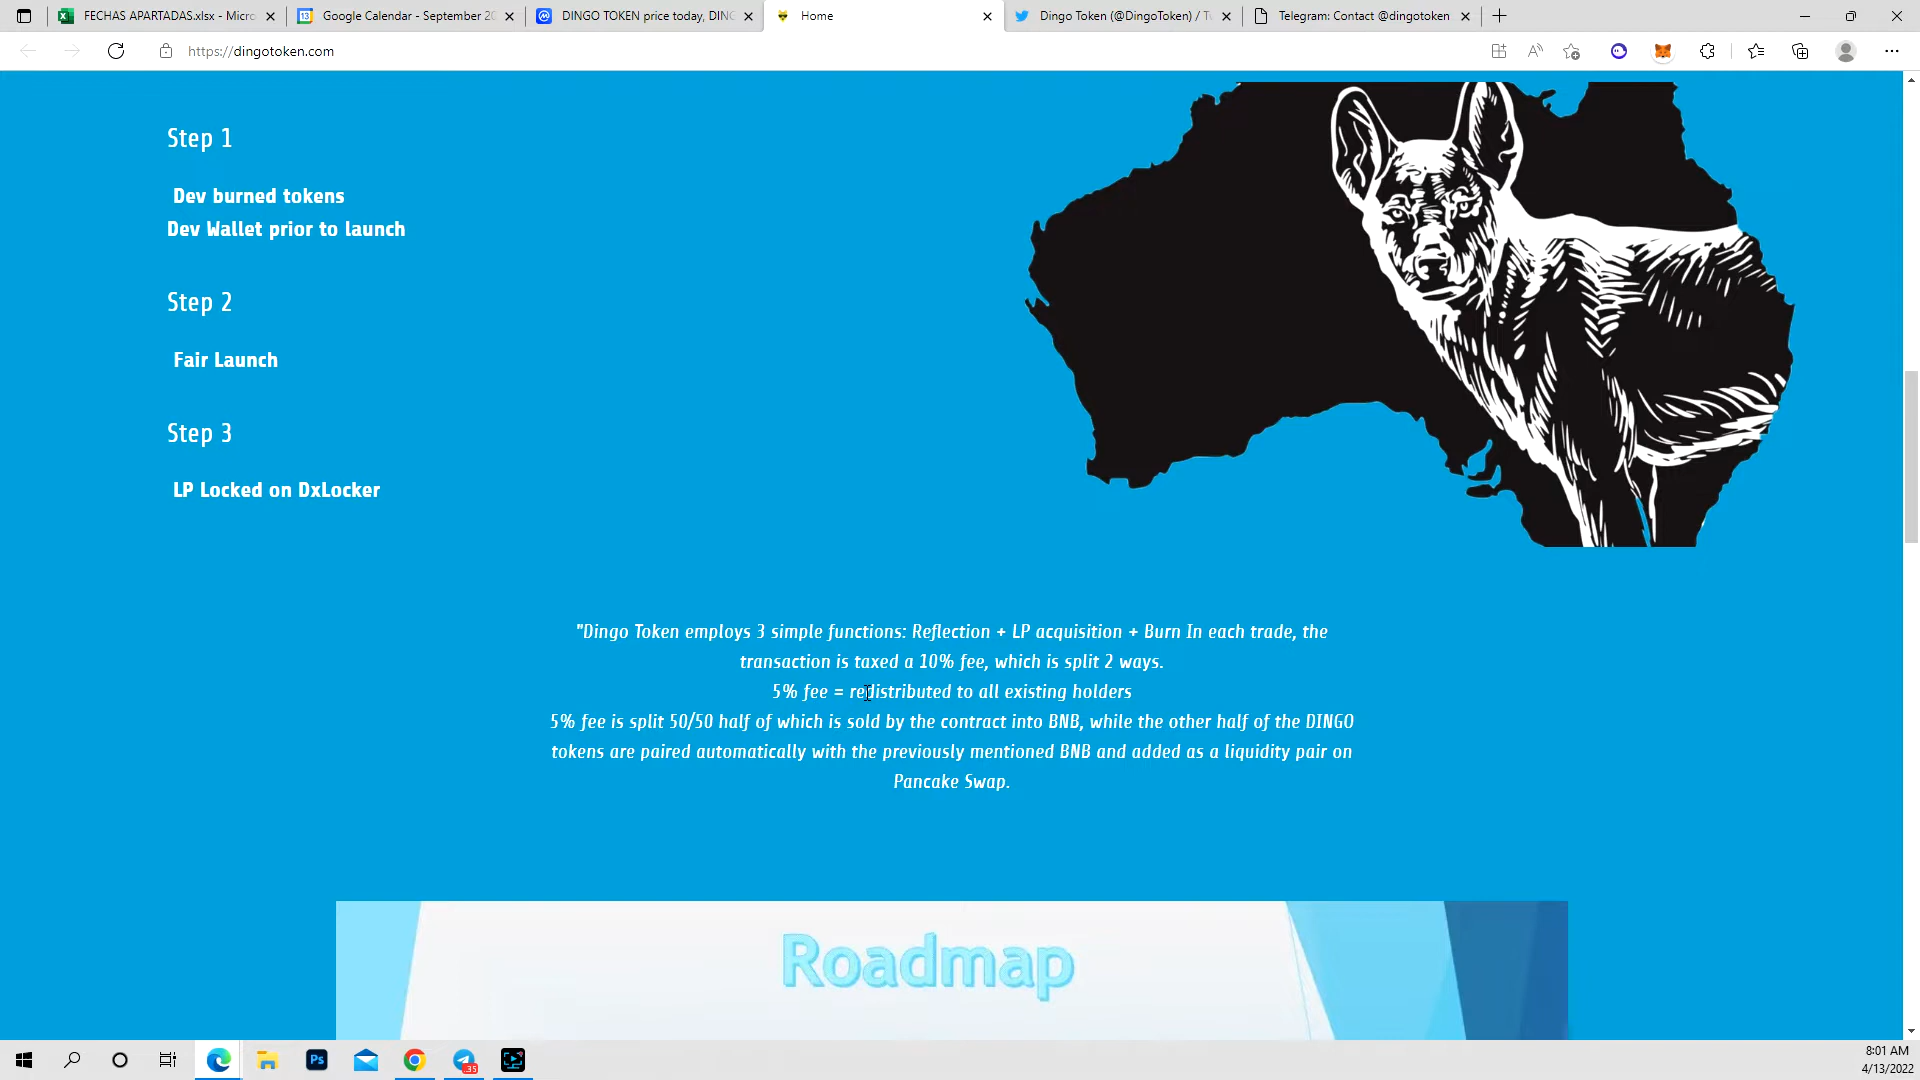 FECHAS APARTADAS.xlsx - Micro
Google Calendar - September 20
DINGO TOKEN price today, DING
Home
Dingo Token (@DingoToken) / T
Telegram: Contact @dingotoken
https://dingotoken.com
Step 1
Dev burned tokens
Dev Wallet prior to launch
Step 2
Fair Launch
Step 3
LP Locked on DxLocker
"Dingo Token employs 3 simple functions: Reflection + LP acquisition + Burn In each trade, the
transaction is taxed a 10% fee, which is split 2 ways.
5% fee = redistributed to all existing holders
5% fee is split 50/50 half of which is sold by the contract into BNB, while the other half of the DINGO
tokens are paired automatically with the previously mentioned BNB and added as a liquidity pair on
Pancake Swap.
Roadmap
Ps
35
8:01 AM
4/13/2022